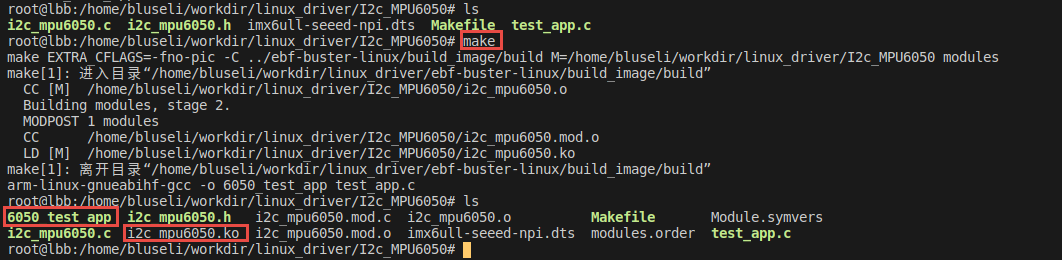 root@lbb:/home/bluseli/workdir/linux_driver/I2c_MPU6050# ls
i2c_mpu6050.c  i2c_mpu6050.h  imx6ull-seeed-npi.dts  Makefile  test_app.c
root@lbb:/home/bluseli/workdir/linux_driver/I2c_MPU6050# make
make EXTRA_CFLAGS=-fno-pic -C ../ebf-buster-linux/build_image/build M=/home/bluseli/workdir/linux_driver/I2c_MPU6050 modules
make[1]: 进入目录“/home/bluseli/workdir/linux_driver/ebf-buster-linux/build_image/build”
  CC [M]  /home/bluseli/workdir/linux_driver/I2c_MPU6050/i2c_mpu6050.o
  Building modules, stage 2.
  MODPOST 1 modules
  CC      /home/bluseli/workdir/linux_driver/I2c_MPU6050/i2c_mpu6050.mod.o
  LD [M]  /home/bluseli/workdir/linux_driver/I2c_MPU6050/i2c_mpu6050.ko
make[1]: 离开目录“/home/bluseli/workdir/linux_driver/ebf-buster-linux/build_image/build”
arm-linux-gnueabihf-gcc -o 6050_test_app test_app.c
root@lbb:/home/bluseli/workdir/linux_driver/I2c_MPU6050# ls
6050_test_app  i2c_mpu6050.h   i2c_mpu6050.mod.c  i2c_mpu6050.o          Makefile       Module.symvers
i2c_mpu6050.c  i2c_mpu6050.ko  i2c_mpu6050.mod.o  imx6ull-seeed-npi.dts  modules.order  test_app.c
root@lbb:/home/bluseli/workdir/linux_driver/I2c_MPU6050#